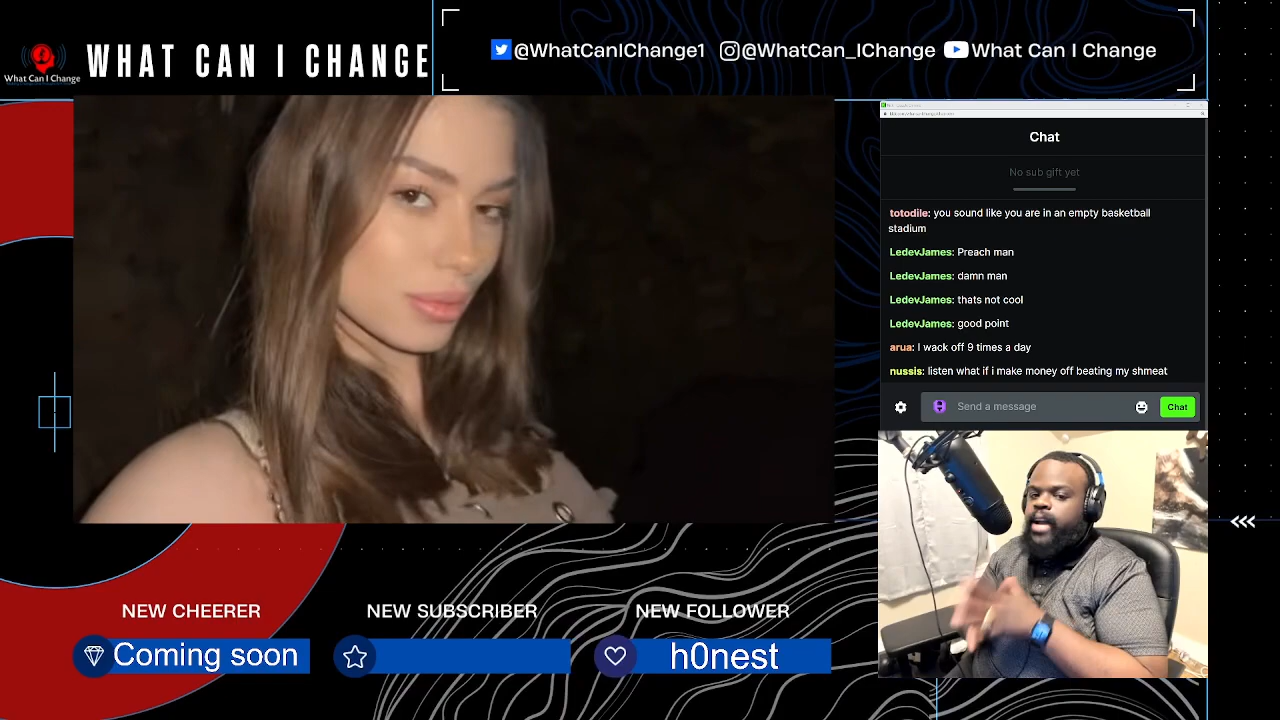 What Can I Change
WHAT CAN I CHANGE
@WhatCanIChange1 @WhatCan_IChange What Can I Change
Chat
No sub gift yet
totodile: you sound like you are in an empty basketball
stadium
LedevJames: Preach man
LedevJames: damn man
LedevJames: thats not cool
LedevJames: good point
arua: I wack off 9 times a day
nussis: listen what if i make money off beating my shmeat
Send a message
Chat
NEW CHEERER
NEW SUBSCRIBER
NEW FOLLOWER
Coming soon
h0nest